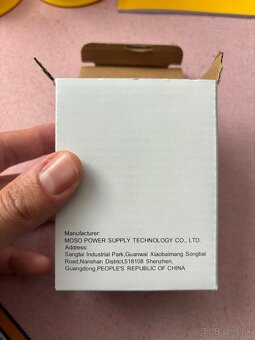 Manufacturer:
MOSO POWER SUPPLY TECHNOLOGY CO., LTD.
Address:
Sangtai Industrial Park,Guanwai Xiaobaimang Songbai
Road,Nanshan District,518108 Shenzhen,
Guangdong,PEOPLE'S REPUBLIC OF CHINA